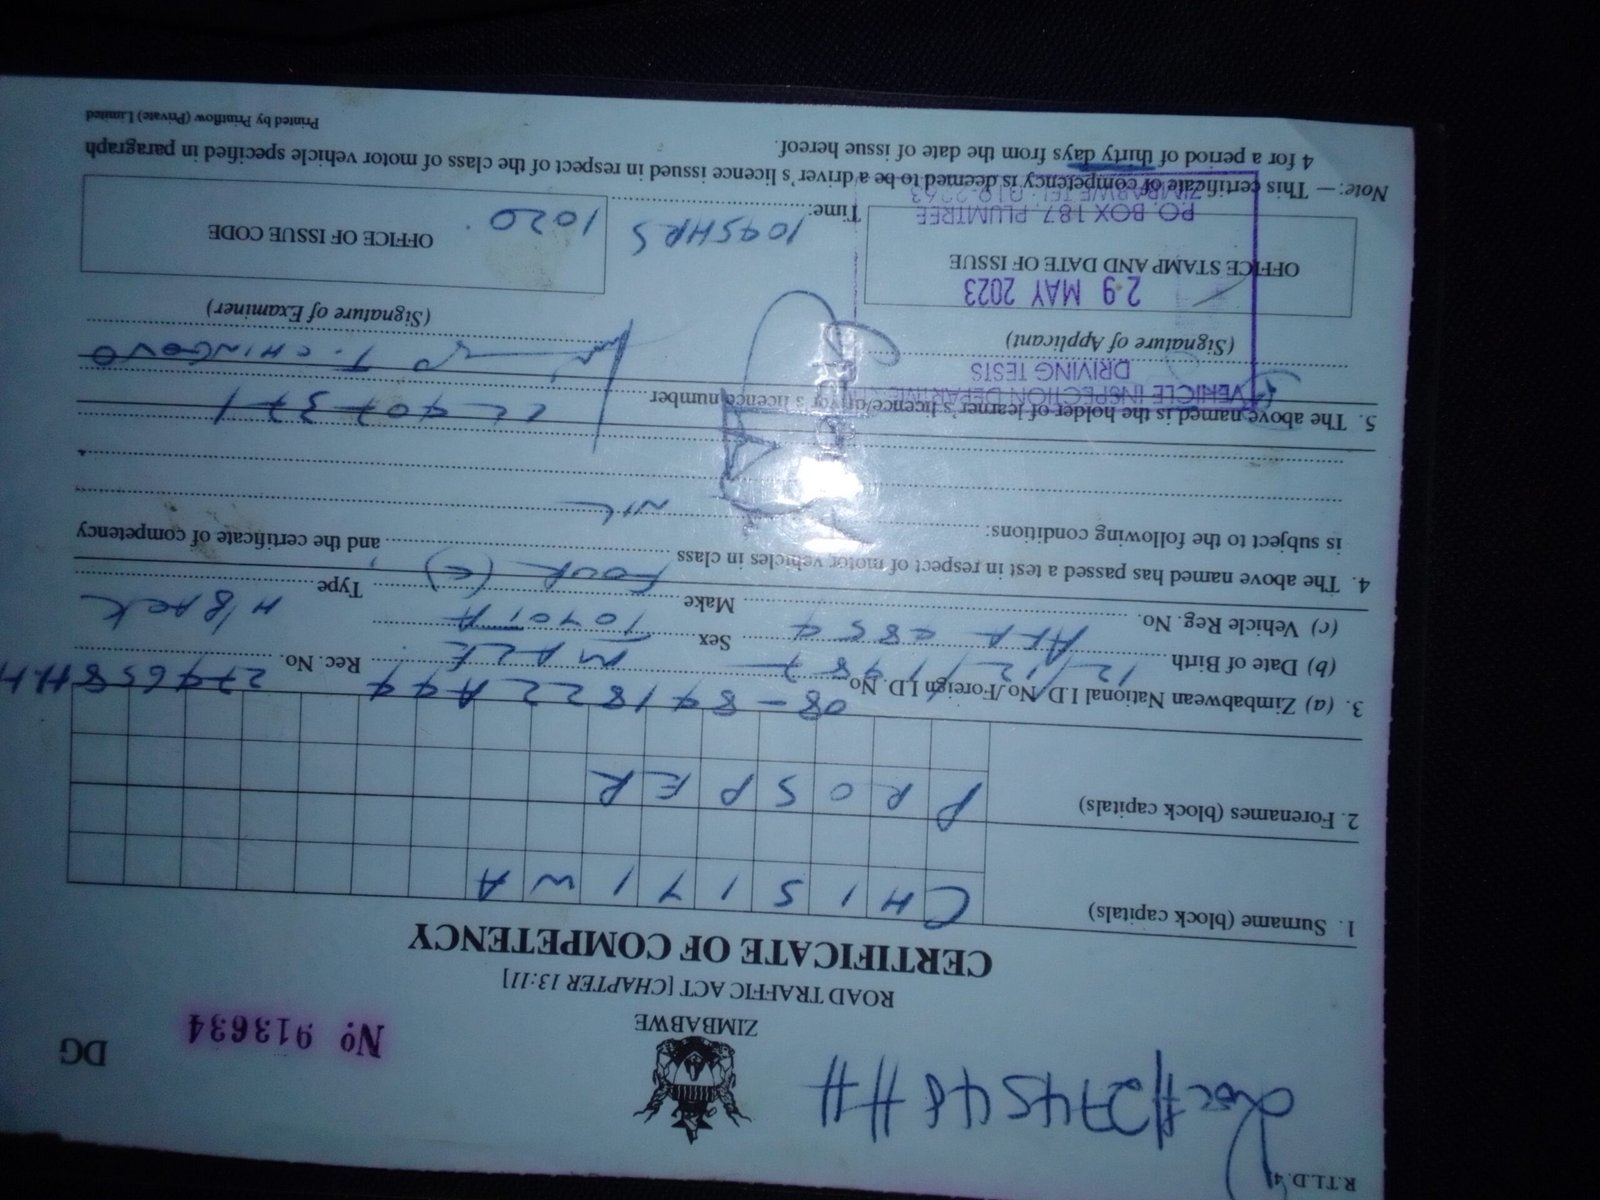 R.T.L.D. 4
#274548HH
DG
ZIMBABWE
No 913634
ROAD TRAFFIC ACT [CHAPTER 13:11]
CERTIFICATE OF COMPETENCY
1. Surname (block capitals) CHISIYIWA
2. Forenames (block capitals) PROSPER
3. (a) Zimbabwean National I.D. No./Foreign I.D. No. 08-841822A44 Rec. No. 274658HH
(b) Date of Birth 12/12/1987 Sex MALE
(c) Vehicle Reg. No. Make TOYOTA Type H/BACK
4. The above named has passed a test in respect of motor vehicles in class FOUR (4) and the certificate of competency
is subject to the following conditions: NIL
5. The above named is the holder of learner's licence/driver's licence number
VEHICLE INSPECTION DEPARTME
DRIVING TESTS
T. CHINGOVO
(Signature of Applicant) (Signature of Examiner)
29 MAY 2023
OFFICE STAMP AND DATE OF ISSUE
Time: 1045HRS
OFFICE OF ISSUE CODE
1020
P.O. BOX 187, PLUMTREE
Note:— This certificate of competency is deemed to be a driver's licence issued in respect of the class of motor vehicle specified in paragraph
4 for a period of thirty days from the date of issue hereof.
Printed by Printflow (Private) Limited